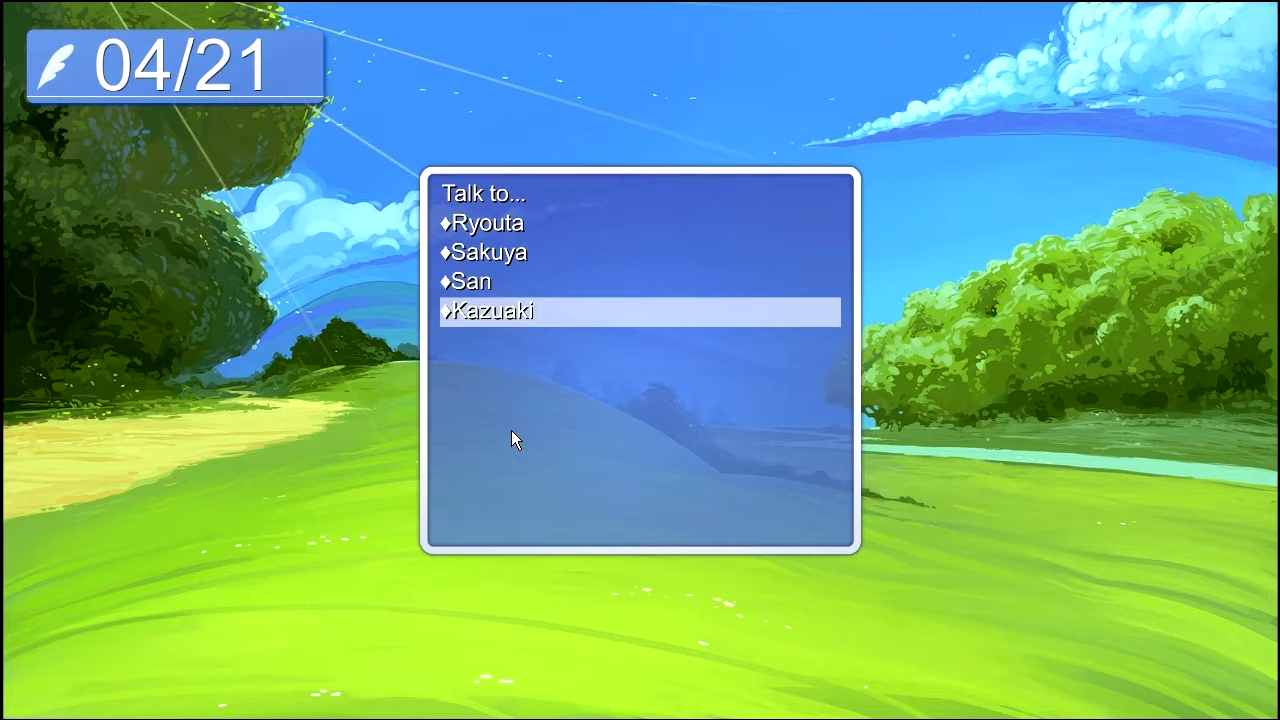 04/21
Talk to...
♦Ryouta
♦Sakuya
♦San
♦Kazuaki